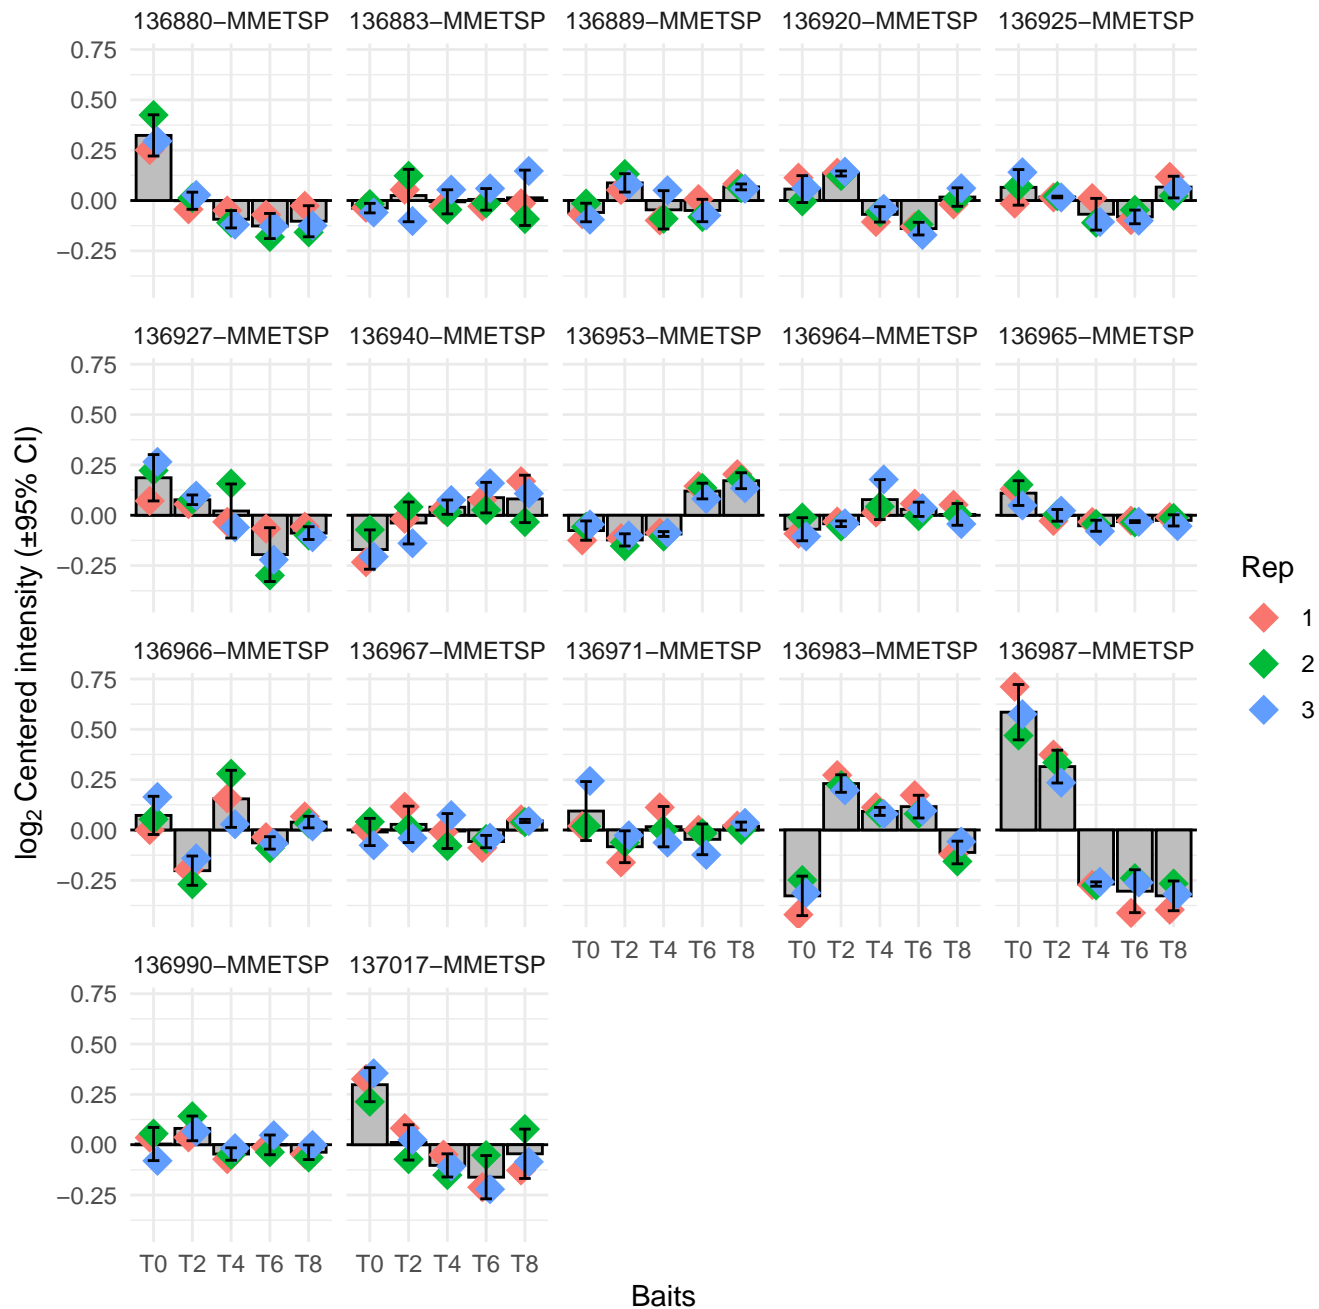 136880−MMETSP 136883−MMETSP 136889−MMETSP 136920−MMETSP 136925−MMETSP
0.75
0.50
0.25
0.00
−0.25
136927−MMETSP 136940−MMETSP 136953−MMETSP 136964−MMETSP 136965−MMETSP
0.75
0.50
0.25
0.00
−0.25
136966−MMETSP 136967−MMETSP 136971−MMETSP 136983−MMETSP 136987−MMETSP
0.75
0.50
0.25
0.00
−0.25
T0 T2 T4 T6 T8 T0 T2 T4 T6 T8 T0 T2 T4 T6 T8
136990−MMETSP 137017−MMETSP
0.75
0.50
0.25
0.00
−0.25
T0 T2 T4 T6 T8 T0 T2 T4 T6 T8
Baits
log₂ Centered intensity (±95% CI)
Rep
1
2
3